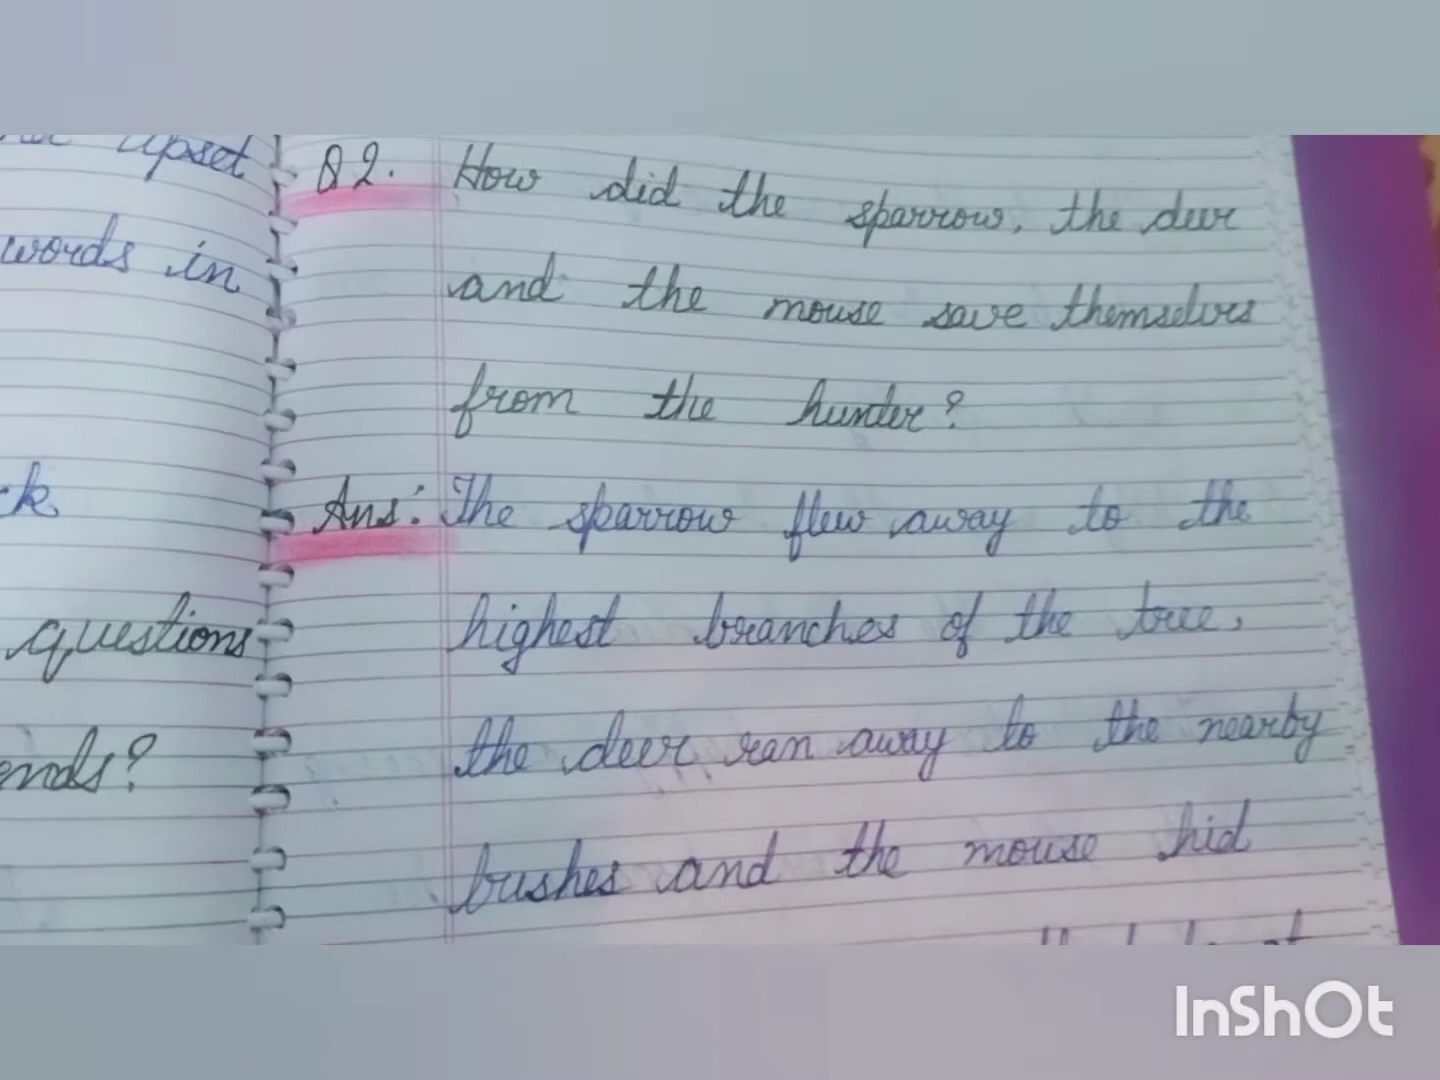 upset
words in
ck
questions
ends?
Q2. How did the sparrow, the deer
and the mouse save themselves
from the hunter?
Ans: The sparrow flew away to the
highest branches of the tree,
the deer ran away to the nearby
bushes and the mouse hid
InShOt